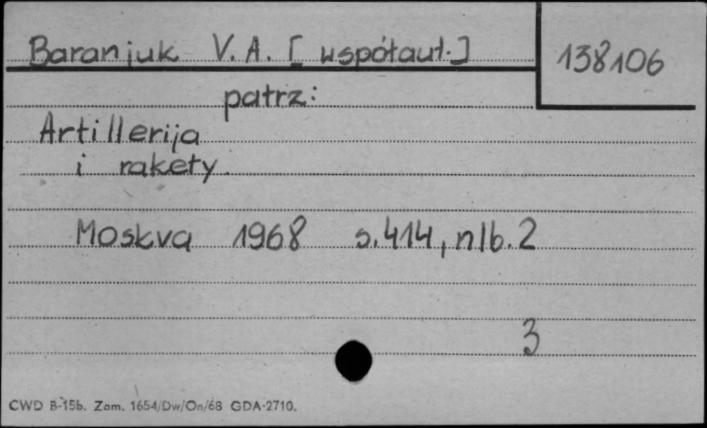 Baranjuk V. A. [ współaut. ]
138106
patrz:
Artillerija
i rakety.
Moskva 1968 s. 414, nlb. 2
3
CWD B-15b. Zam. 1654/Dw/On/68 GDA-2710.